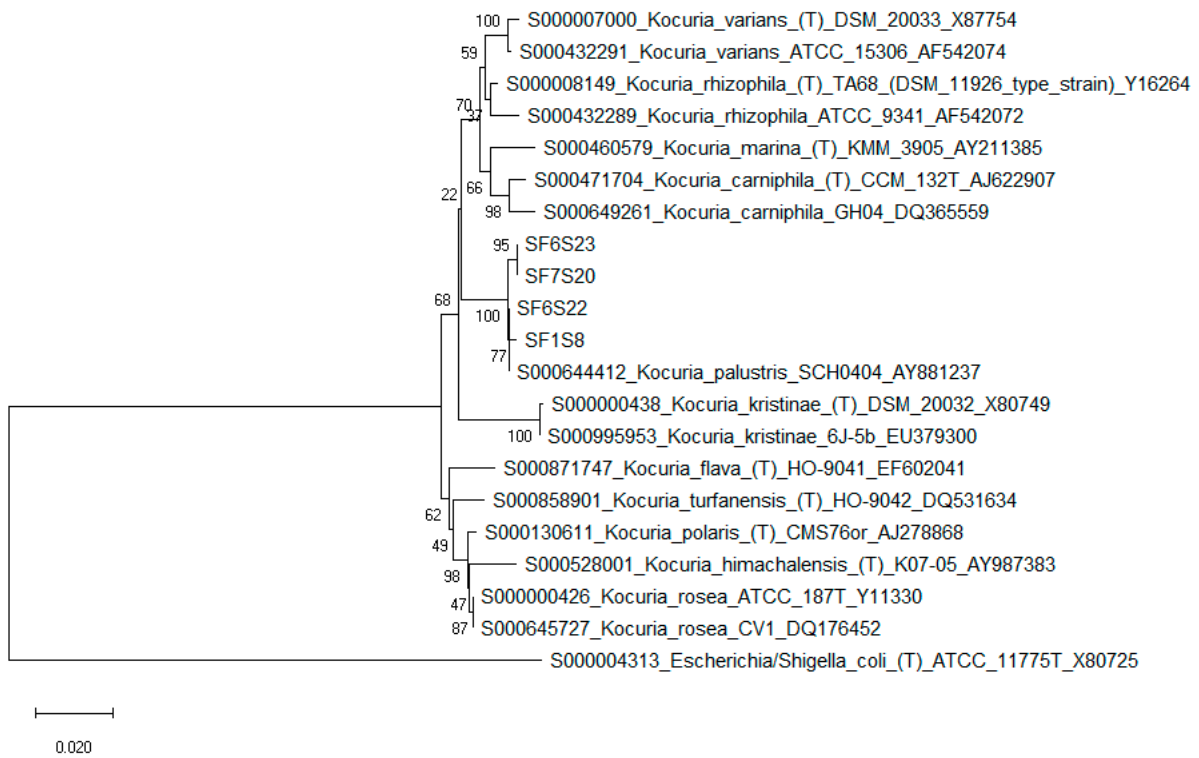 100
S000007000_Kocuria_varians_(T)_DSM_20033_X87754
59
S000432291_Kocuria_varians_ATCC_15306_AF542074
S000008149_Kocuria_rhizophila_(T)_TA68_(DSM_11926_type_strain)_Y16264
70
37
S000432289_Kocuria_rhizophila_ATCC_9341_AF542072
S000460579_Kocuria_marina_(T)_KMM_3905_AY211385
22
66
S000471704_Kocuria_carniphila_(T)_CCM_132T_AJ622907
98
S000649261_Kocuria_carniphila_GH04_DQ365559
95
SF6S23
SF7S20
68
SF6S22
100
SF1S8
77
S000644412_Kocuria_palustris_SCH0404_AY881237
S000000438_Kocuria_kristinae_(T)_DSM_20032_X80749
100
S000995953_Kocuria_kristinae_6J-5b_EU379300
S000871747_Kocuria_flava_(T)_HO-9041_EF602041
62
S000858901_Kocuria_turfanensis_(T)_HO-9042_DQ531634
49
S000130611_Kocuria_polaris_(T)_CMS76or_AJ278868
98
S000528001_Kocuria_himachalensis_(T)_K07-05_AY987383
47
S000000426_Kocuria_rosea_ATCC_187T_Y11330
87
S000645727_Kocuria_rosea_CV1_DQ176452
S000004313_Escherichia/Shigella_coli_(T)_ATCC_11775T_X80725
0.020